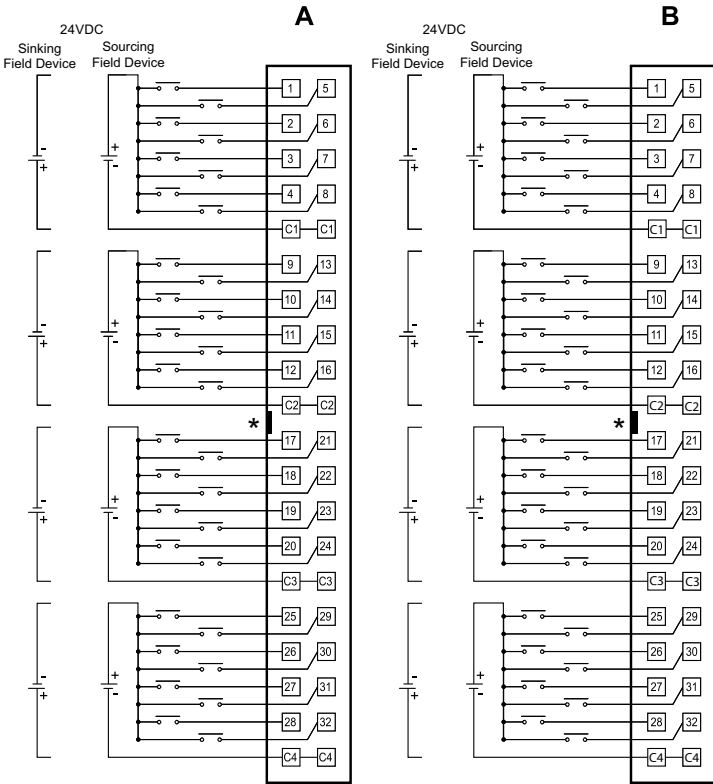 A B
24VDC 24VDC
Sinking Field Device Sourcing Field Device Sinking Field Device Sourcing Field Device
1 5 1 5
2 6 2 6
3 7 3 7
4 8 4 8
C1 C1 C1 C1
9 13 9 13
10 14 10 14
11 15 11 15
12 16 12 16
C2 C2 C2 C2
* *
17 21 17 21
18 22 18 22
19 23 19 23
20 24 20 24
C3 C3 C3 C3
25 29 25 29
26 30 26 30
27 31 27 31
28 32 28 32
C4 C4 C4 C4